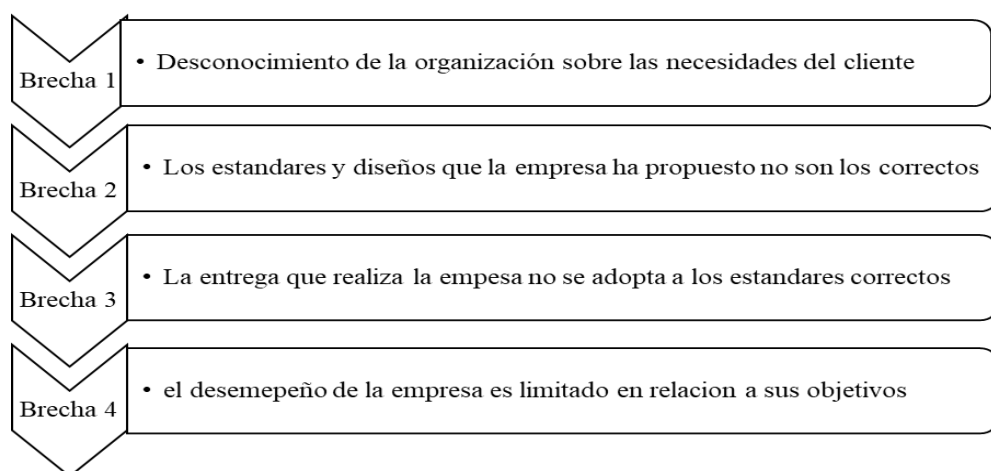 Brecha 1
• Desconocimiento de la organización sobre las necesidades del cliente
Brecha 2
• Los estandares y diseños que la empresa ha propuesto no son los correctos
Brecha 3
• La entrega que realiza la empesa no se adopta a los estandares correctos
Brecha 4
• el desemepeño de la empresa es limitado en relacion a sus objetivos